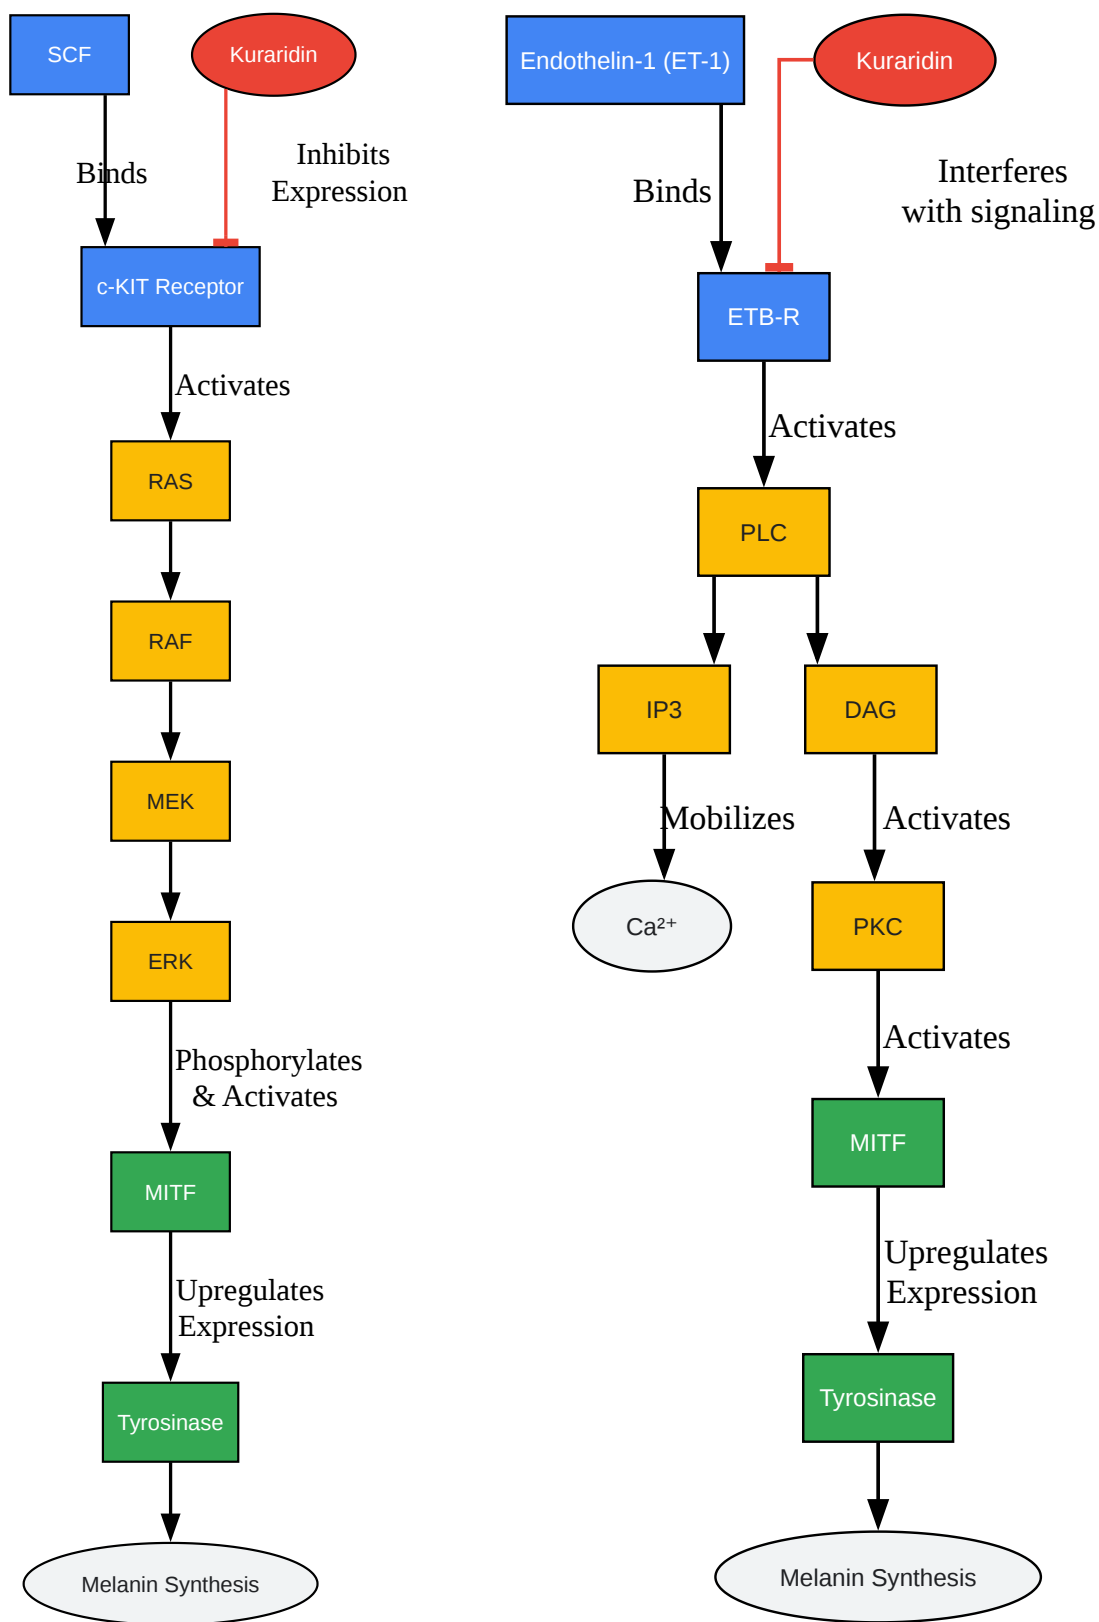 SCF
Kuraridin
Binds
Inhibits
Expression
c-KIT Receptor
Activates
RAS
RAF
MEK
ERK
Phosphorylates
& Activates
MITF
Upregulates
Expression
Tyrosinase
Melanin Synthesis
Endothelin-1 (ET-1)
Kuraridin
Binds
Interferes
with signaling
ETB-R
Activates
PLC
IP3
DAG
Mobilizes
Activates
Ca²⁺
PKC
Activates
MITF
Upregulates
Expression
Tyrosinase
Melanin Synthesis